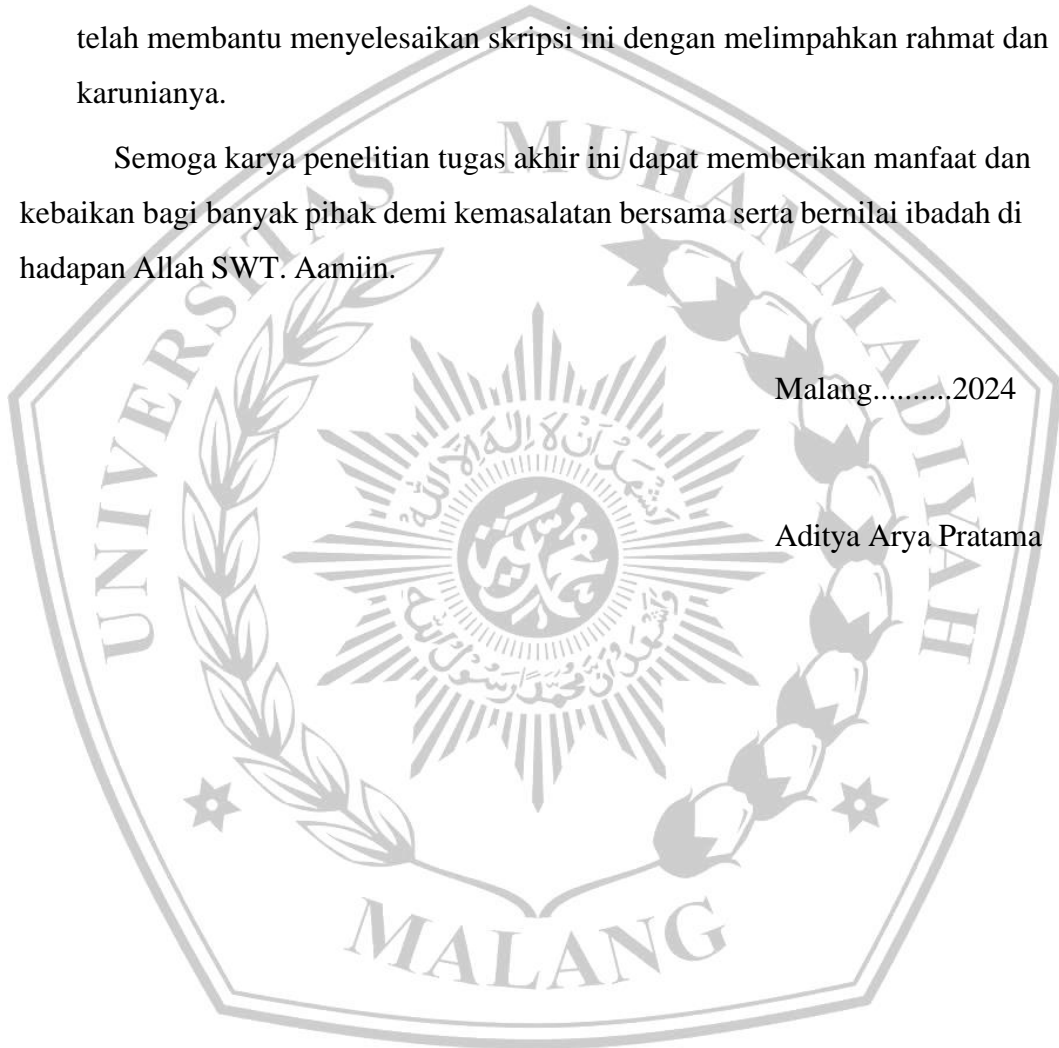 telah membantu menyelesaikan skripsi ini dengan melimpahkan rahmat dan
karunianya.
Semoga karya penelitian tugas akhir ini dapat memberikan manfaat dan
kebaikan bagi banyak pihak demi kemasalatan bersama serta bernilai ibadah di
hadapan Allah SWT. Aamiin.
Malang..........2024
Aditya Arya Pratama
UNIVERSITAS MUHAMMADIYAH
MALANG